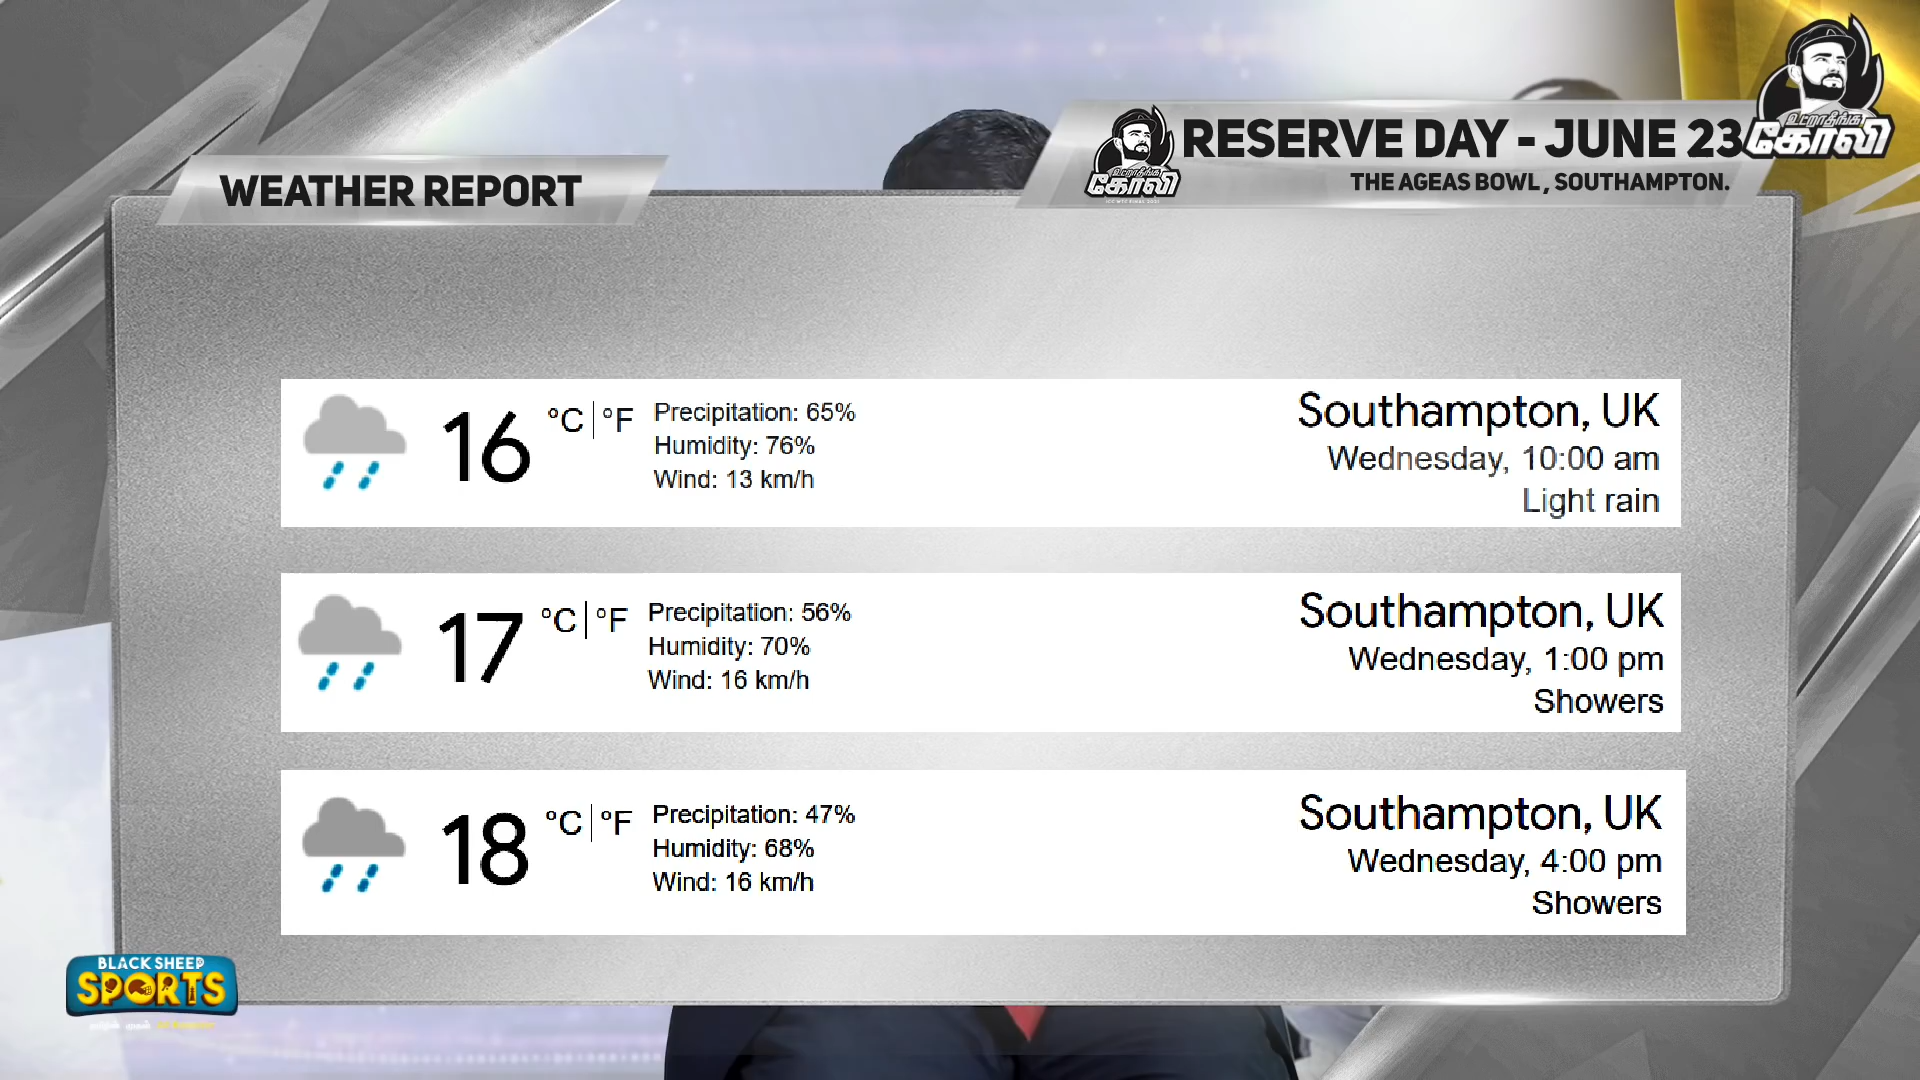 WEATHER REPORT
RESERVE DAY - JUNE 23
THE AGEAS BOWL, SOUTHAMPTON.
கோலி
கோலி
16 °C | °F
Precipitation: 65%
Humidity: 76%
Wind: 13 km/h
Southampton, UK
Wednesday, 10:00 am
Light rain
17 °C | °F
Precipitation: 56%
Humidity: 70%
Wind: 16 km/h
Southampton, UK
Wednesday, 1:00 pm
Showers
18 °C | °F
Precipitation: 47%
Humidity: 68%
Wind: 16 km/h
Southampton, UK
Wednesday, 4:00 pm
Showers
BLACK SHEEP
SPORTS